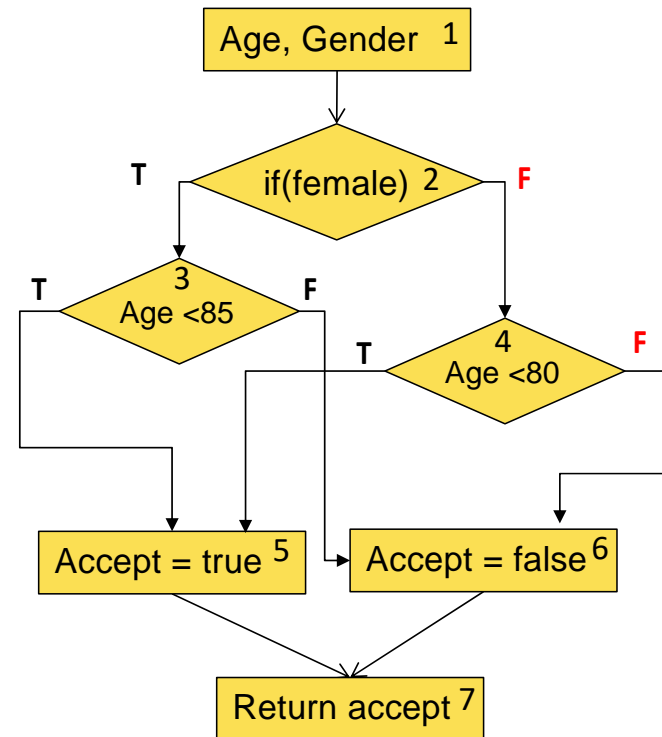 Age, Gender 1
T
if(female) 2
F
3
T
Age <85
F
4
T
Age <80
F
Accept = true 5
Accept = false 6
Return accept 7